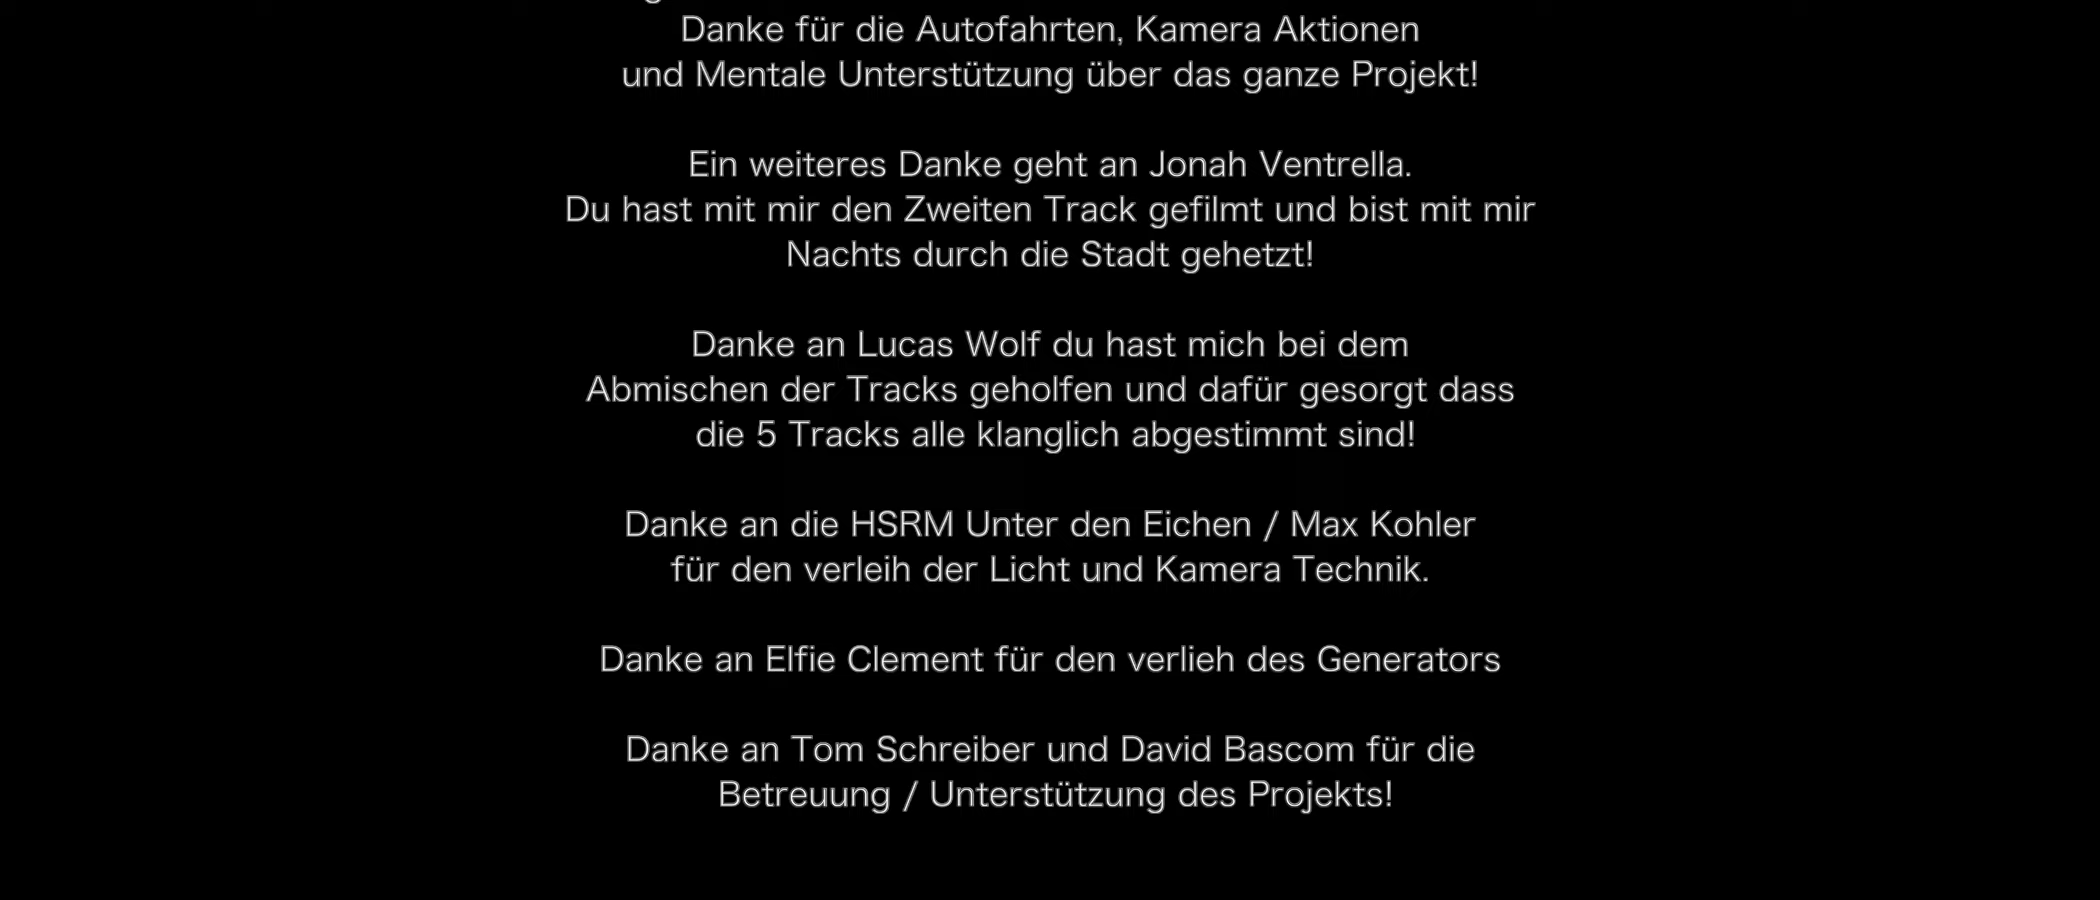 Danke für die Autofahrten, Kamera Aktionen
und Mentale Unterstützung über das ganze Projekt!
Ein weiteres Danke geht an Jonah Ventrella.
Du hast mit mir den Zweiten Track gefilmt und bist mit mir
Nachts durch die Stadt gehetzt!
Danke an Lucas Wolf du hast mich bei dem
Abmischen der Tracks geholfen und dafür gesorgt dass
die 5 Tracks alle klanglich abgestimmt sind!
Danke an die HSRM Unter den Eichen / Max Kohler
für den verleih der Licht und Kamera Technik.
Danke an Elfie Clement für den verlieh des Generators
Danke an Tom Schreiber und David Bascom für die
Betreuung / Unterstützung des Projekts!